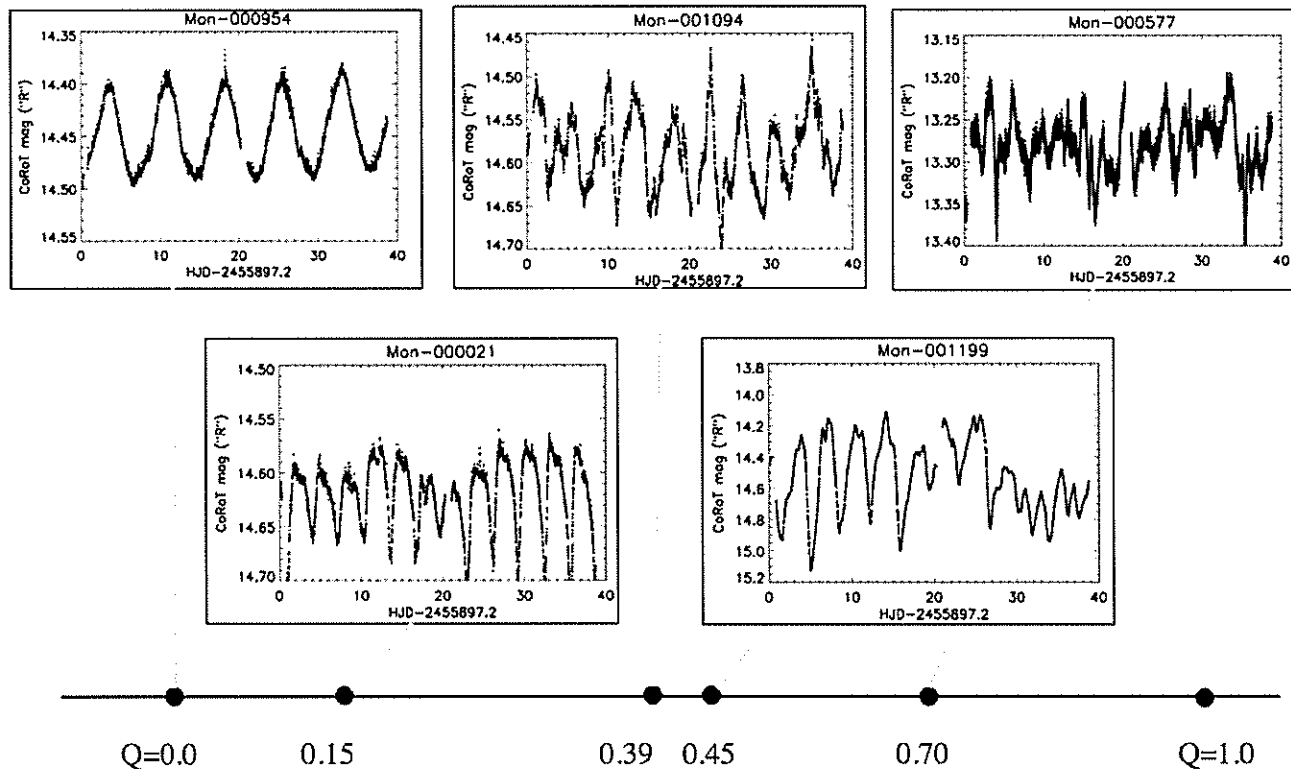 Mon-000954
CoRoT mag ("R")
14.35
14.40
14.45
14.50
14.55
0 10 20 30 40
HJD-2455897.2
Mon-001094
CoRoT mag ("R")
14.45
14.50
14.55
14.60
14.65
14.70
0 10 20 30 40
HJD-2455897.2
Mon-000577
CoRoT mag ("R")
13.15
13.20
13.25
13.30
13.35
13.40
0 10 20 30 40
HJD-2455897.2
Mon-000021
CoRoT mag ("R")
14.50
14.55
14.60
14.65
14.70
0 10 20 30 40
HJD-2455897.2
Mon-001199
CoRoT mag ("R")
13.8
14.0
14.2
14.4
14.6
14.8
15.0
15.2
0 10 20 30 40
HJD-2455897.2
Q=0.0 0.15 0.39 0.45 0.70 Q=1.0